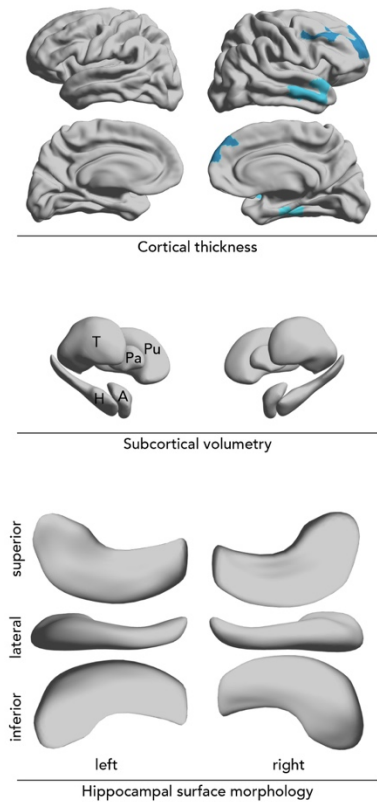 Cortical thickness
T
Pa
Pu
H
A
Subcortical volumetry
superior
lateral
inferior
left
right
Hippocampal surface morphology